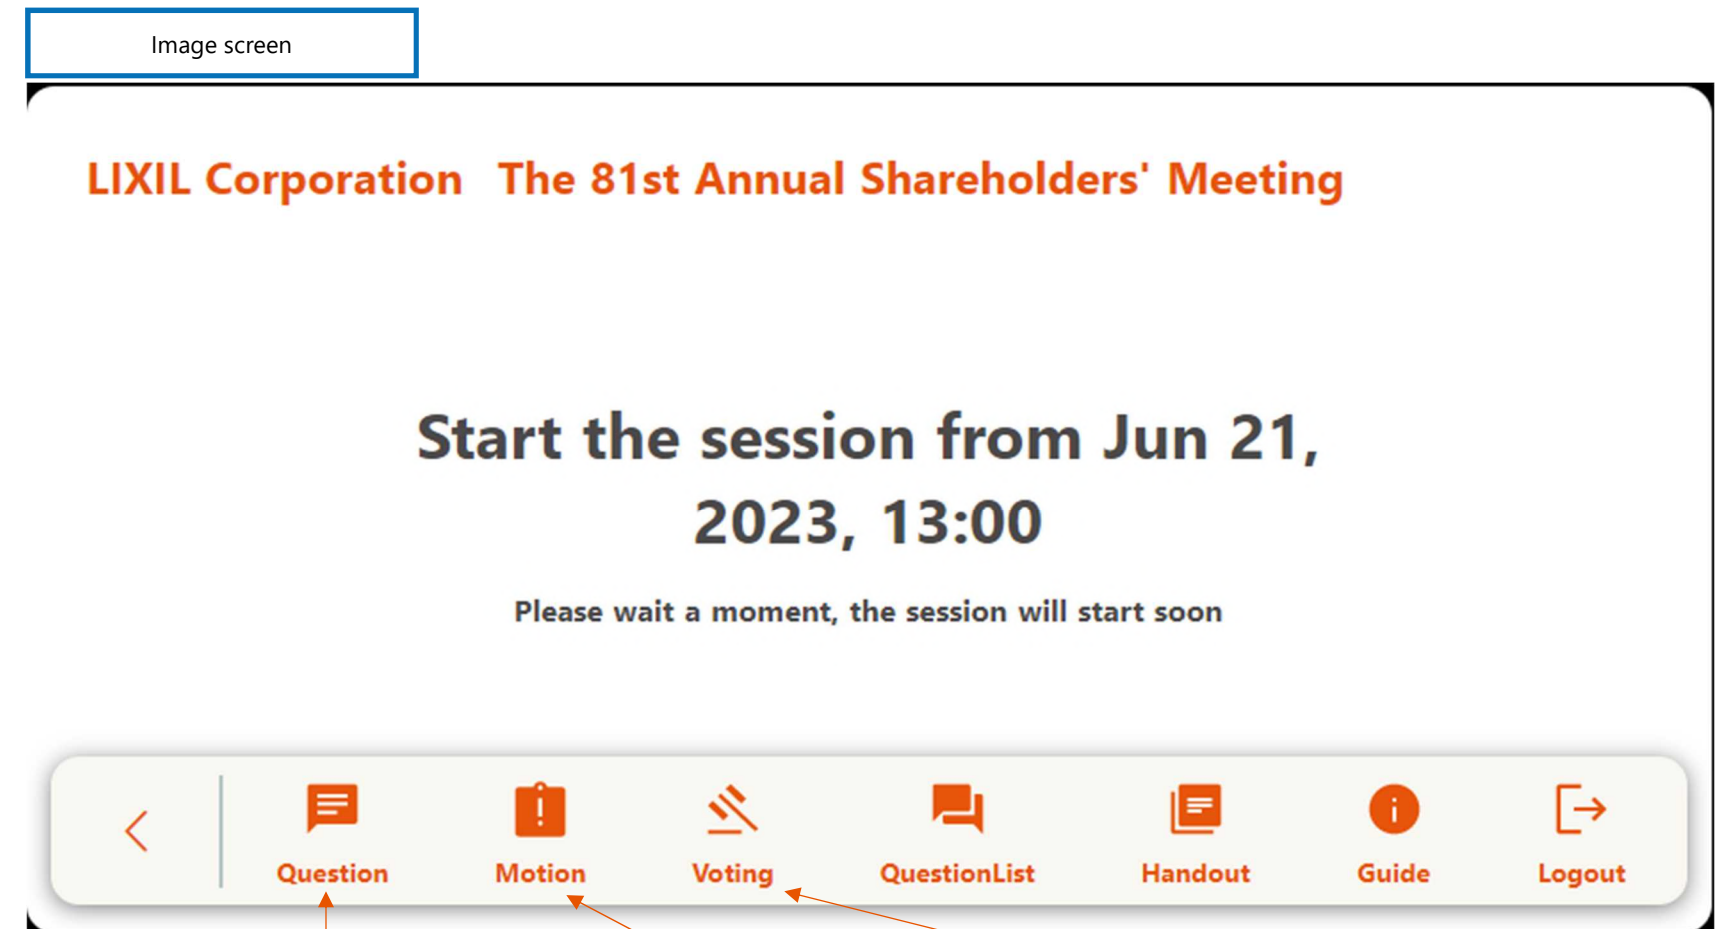 Image screen
LIXIL Corporation The 81st Annual Shareholders' Meeting
Start the session from Jun 21,
2023, 13:00
Please wait a moment, the session will start soon
Question Motion Voting QuestionList Handout Guide Logout